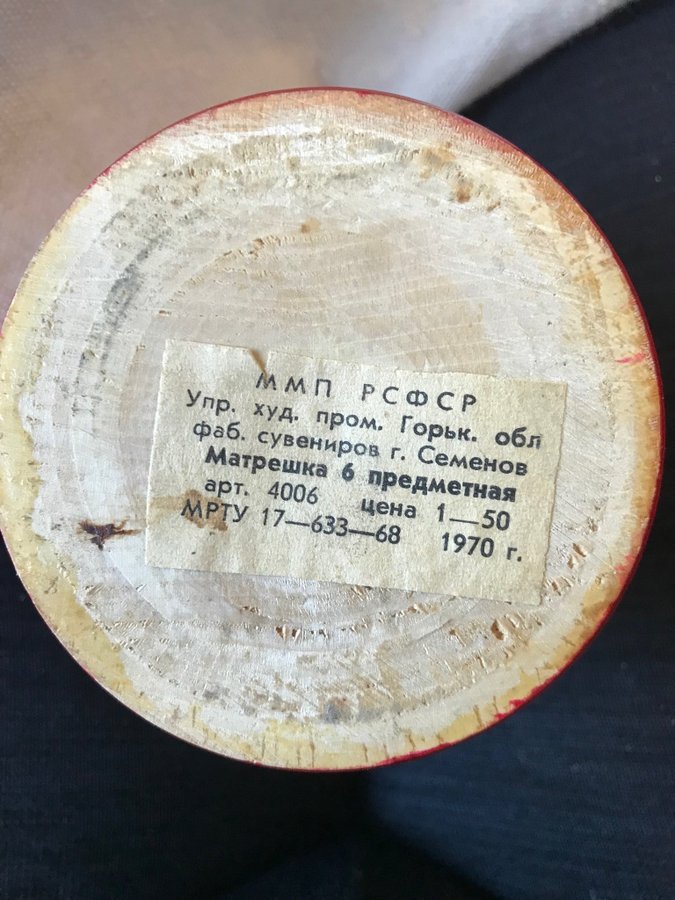 ММП РСФСР
Упр. худ. пром. Горьк. обл
фаб. сувениров г. Семенов
Матрешка 6 предметная
арт. 4006 цена 1—50
МРТУ 17—633—68 1970 г.